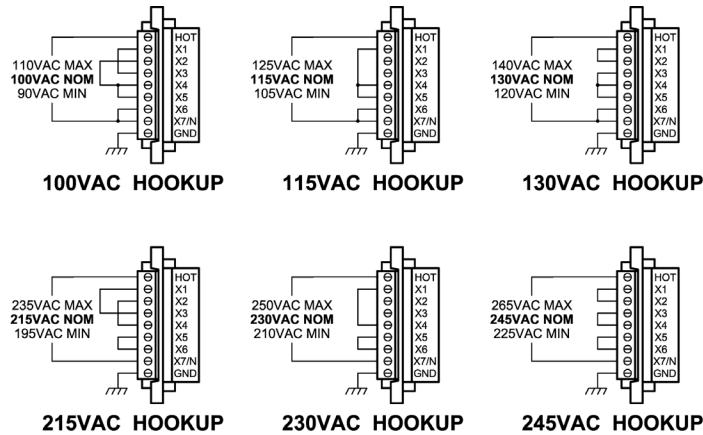 HOT
X1
X2
X3
X4
X5
X6
X7/N
GND
110VAC MAX
100VAC NOM
90VAC MIN
100VAC HOOKUP
HOT
X1
X2
X3
X4
X5
X6
X7/N
GND
125VAC MAX
115VAC NOM
105VAC MIN
115VAC HOOKUP
HOT
X1
X2
X3
X4
X5
X6
X7/N
GND
140VAC MAX
130VAC NOM
120VAC MIN
130VAC HOOKUP
HOT
X1
X2
X3
X4
X5
X6
X7/N
GND
235VAC MAX
215VAC NOM
195VAC MIN
215VAC HOOKUP
HOT
X1
X2
X3
X4
X5
X6
X7/N
GND
250VAC MAX
230VAC NOM
210VAC MIN
230VAC HOOKUP
HOT
X1
X2
X3
X4
X5
X6
X7/N
GND
265VAC MAX
245VAC NOM
225VAC MIN
245VAC HOOKUP